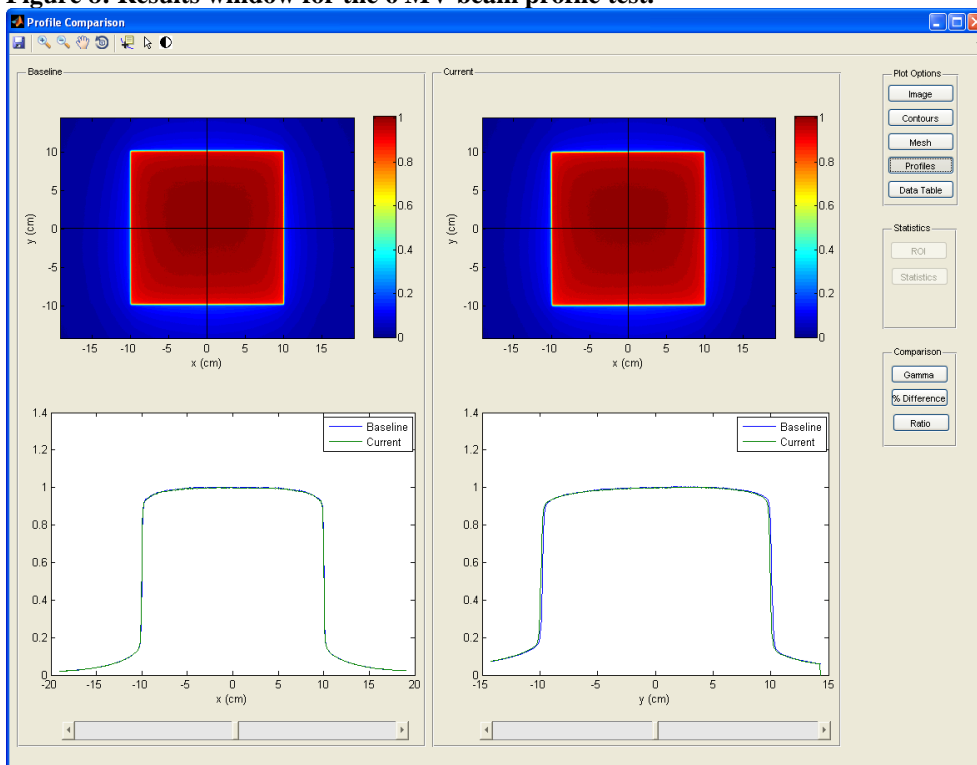 Figure 8: Results window for the 6 MV beam profile test.
Profile Comparison
Baseline
10
5
0
-5
-10
y (cm)
-15
-10
-5
0
5
10
15
x (cm)
1
0.8
0.6
0.4
0.2
0
1.4
1.2
1
0.8
0.6
0.4
0.2
0
-20
-15
-10
-5
0
5
10
15
20
x (cm)
Baseline
Current
Current
10
5
0
-5
-10
y (cm)
-15
-10
-5
0
5
10
15
x (cm)
1
0.8
0.6
0.4
0.2
0
1.4
1.2
1
0.8
0.6
0.4
0.2
0
-15
-10
-5
0
5
10
15
y (cm)
Baseline
Current
Plot Options
Image
Contours
Mesh
Profiles
Data Table
Statistics
ROI
Statistics
Comparison
Gamma
% Difference
Ratio